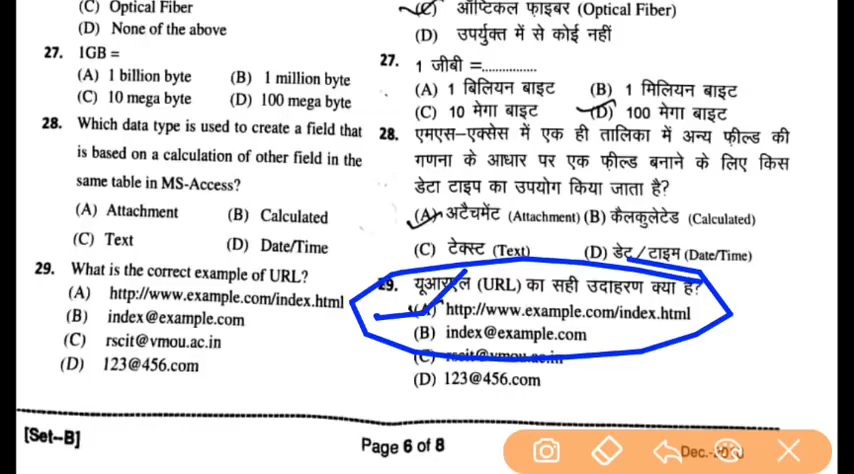 (C) Optical Fiber
(D) None of the above
27. 1GB =
(A) 1 billion byte (B) 1 million byte
(C) 10 mega byte (D) 100 mega byte
28. Which data type is used to create a field that
is based on a calculation of other field in the
same table in MS-Access?
(A) Attachment (B) Calculated
(C) Text (D) Date/Time
29. What is the correct example of URL?
(A) http://www.example.com/index.html
(B) index@example.com
(C) rscit@vmou.ac.in
(D) 123@456.com
(C) ऑप्टिकल फ़ाइबर (Optical Fiber)
(D) उपर्युक्त में से कोई नहीं
27. 1 जीबी =...............
(A) 1 बिलियन बाइट (B) 1 मिलियन बाइट
(C) 10 मेगा बाइट (D) 100 मेगा बाइट
28. एमएस-एक्सेस में एक ही तालिका में अन्य फील्ड की
गणना के आधार पर एक फ़ील्ड बनाने के लिए किस
डेटा टाइप का उपयोग किया जाता है?
(A) अटैचमेंट (Attachment) (B) कैलकुलेटेड (Calculated)
(C) टेक्स्ट (Text) (D) डेट/टाइम (Date/Time)
29. यूआरएल (URL) का सही उदाहरण क्या है?
(A) http://www.example.com/index.html
(B) index@example.com
(C) rscit@vmou.ac.in
(D) 123@456.com
[Set-B]
Page 6 of 8
Dec.-